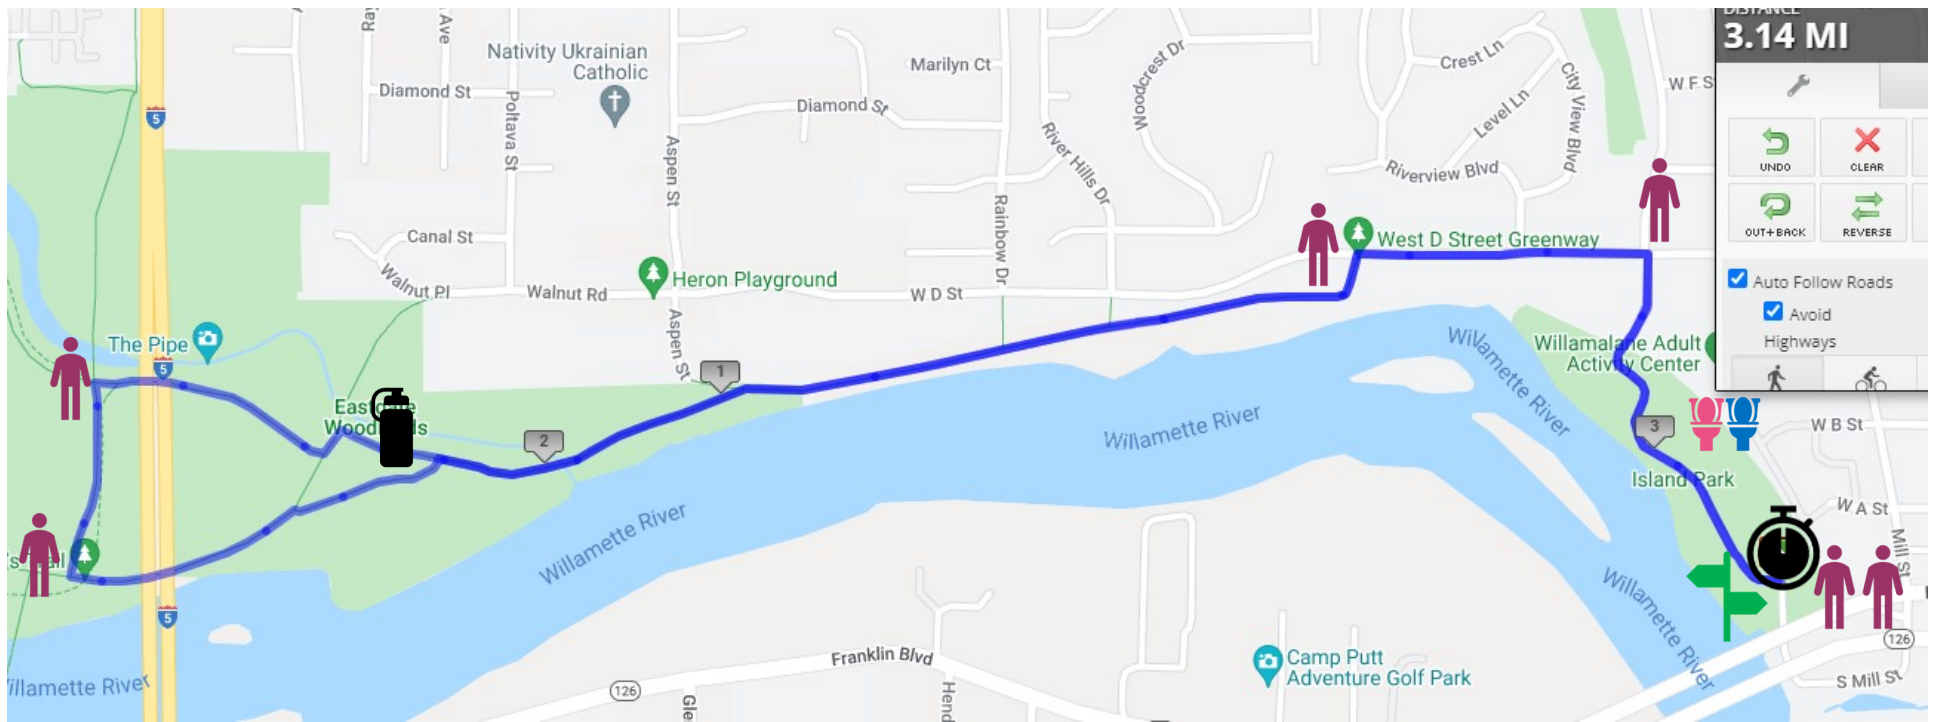 DISTANCE
3.14 MI
UNDO
CLEAR
OUT+BACK
REVERSE
Auto Follow Roads
Avoid
Highways
Nativity Ukrainian
Catholic
Marilyn Ct
Crest Ln
City View Blvd
W F S
Ave
5
Diamond St
Poltava St
Diamond St
Woodcrest Dr
Level Ln
Aspen St
River Hills Dr
Riverview Blvd
Rainbow Dr
Canal St
West D Street Greenway
Walnut Pl
Heron Playground
Walnut Rd
W D St
The Pipe
5
Aspen St
1
Willamette River
Willamalane Adult
Activity Center
Willamette River
Willamette River
2
3
W B St
Island Park
W A St
Mill St
Willamette River
Willamette River
5
126
Franklin Blvd
Camp Putt
Adventure Golf Park
S Mill St
illamette River
126
Gle
Hend